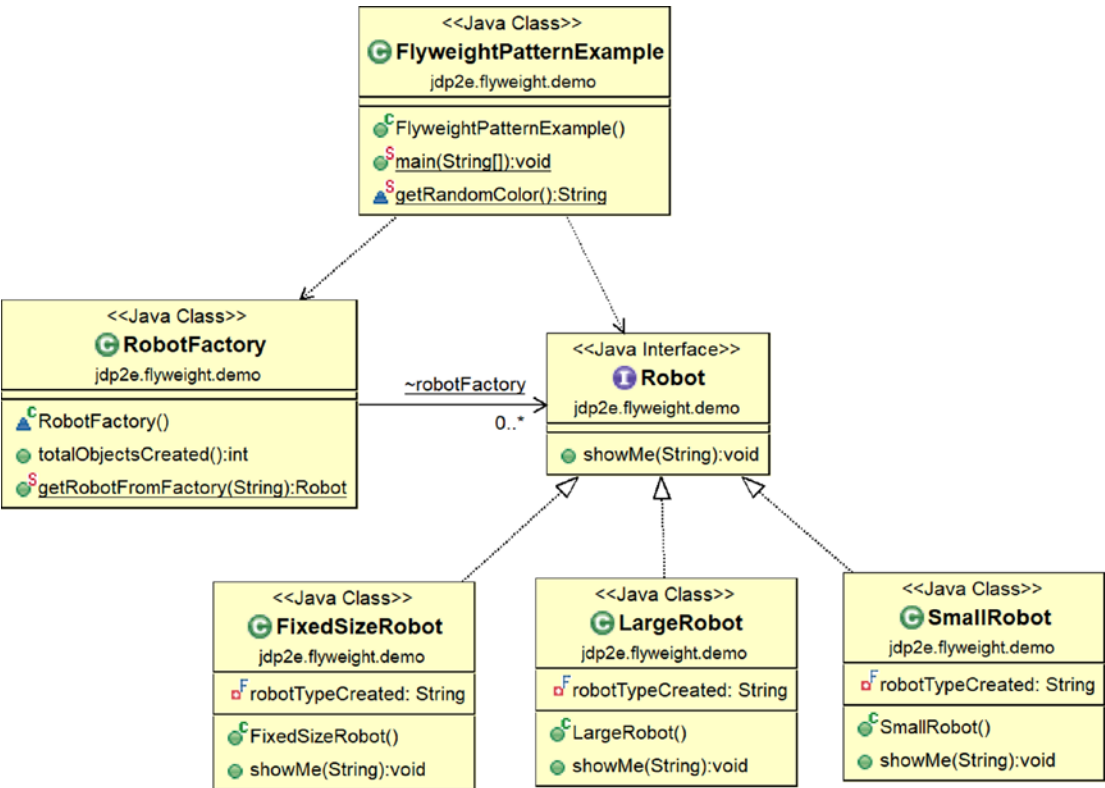 <<Java Class>>
C FlyweightPatternExample
jdp2e.flyweight.demo
C FlyweightPatternExample()
S main(String[]):void
S getRandomColor():String
<<Java Class>>
C RobotFactory
jdp2e.flyweight.demo
C RobotFactory()
totalObjectsCreated():int
S getRobotFromFactory(String):Robot
~robotFactory
0..*
<<Java Interface>>
I Robot
jdp2e.flyweight.demo
showMe(String):void
<<Java Class>>
C FixedSizeRobot
jdp2e.flyweight.demo
F robotTypeCreated: String
C FixedSizeRobot()
showMe(String):void
<<Java Class>>
C LargeRobot
jdp2e.flyweight.demo
F robotTypeCreated: String
C LargeRobot()
showMe(String):void
<<Java Class>>
C SmallRobot
jdp2e.flyweight.demo
F robotTypeCreated: String
C SmallRobot()
showMe(String):void